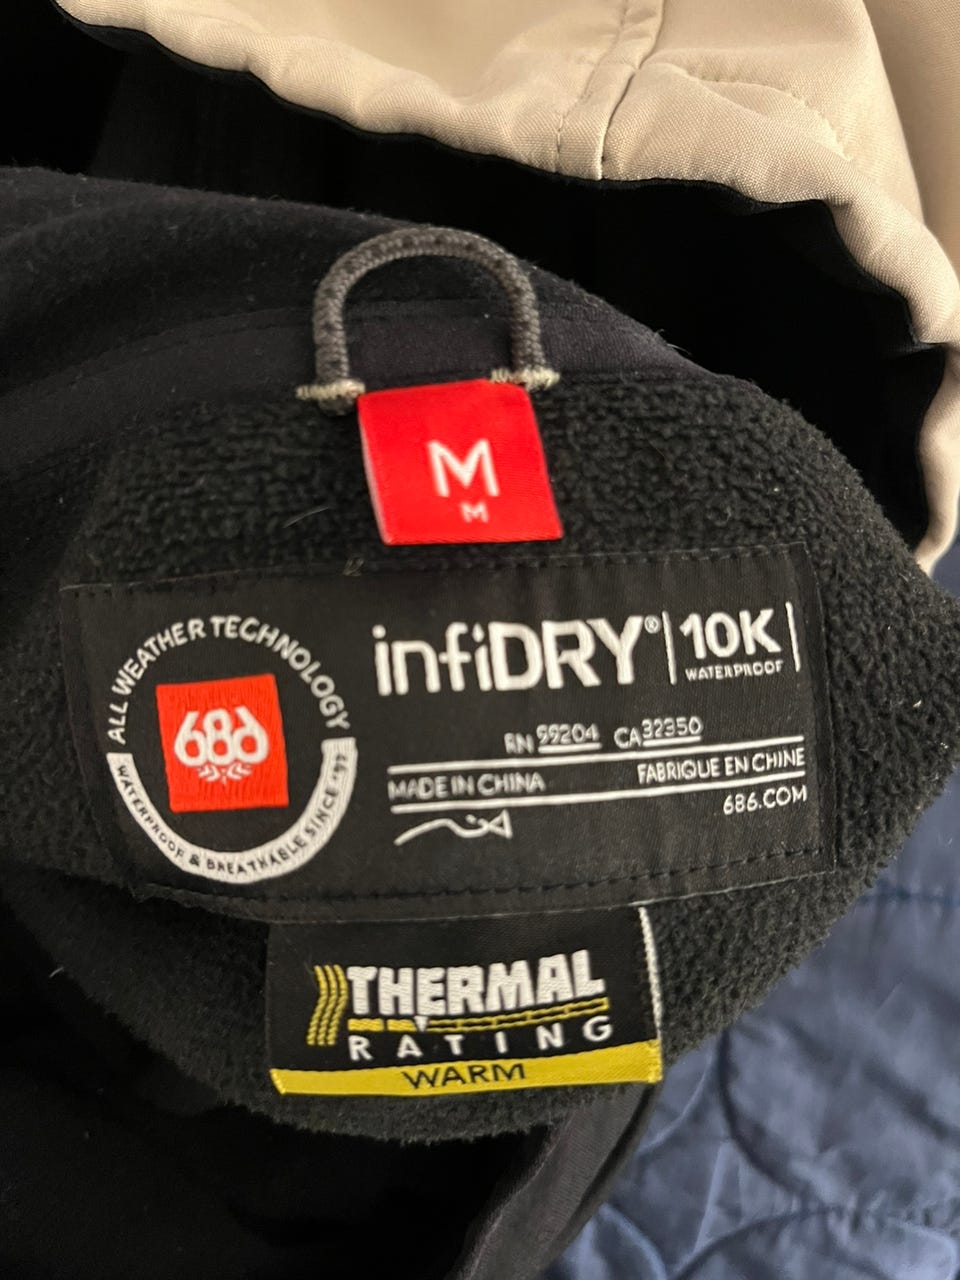 M
M
ALL WEATHER TECHNOLOGY
686
WATERPROOF & BREATHABLE SINCE '92
infiDRY® 10K
WATERPROOF
RN 99204 CA 32350
MADE IN CHINA FABRIQUE EN CHINE
686.COM
THERMAL
RATING
WARM